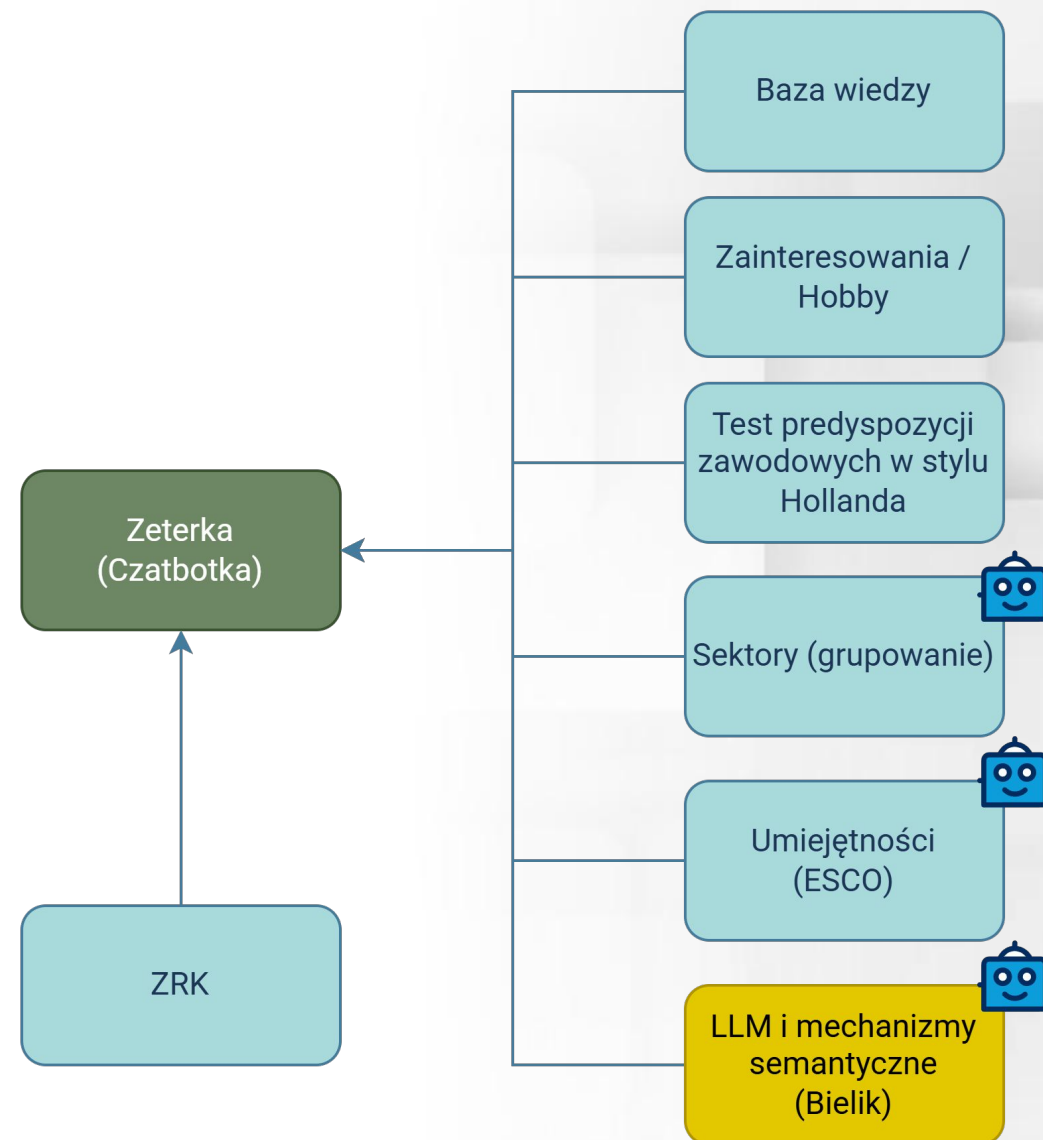 Baza wiedzy
Zainteresowania /
Hobby
Test predyspozycji
zawodowych w stylu
Hollanda
Zeterka
(Czatbotka)
Sektory (grupowanie)
Umiejętności
(ESCO)
ZRK
LLM i mechanizmy
semantyczne
(Bielik)